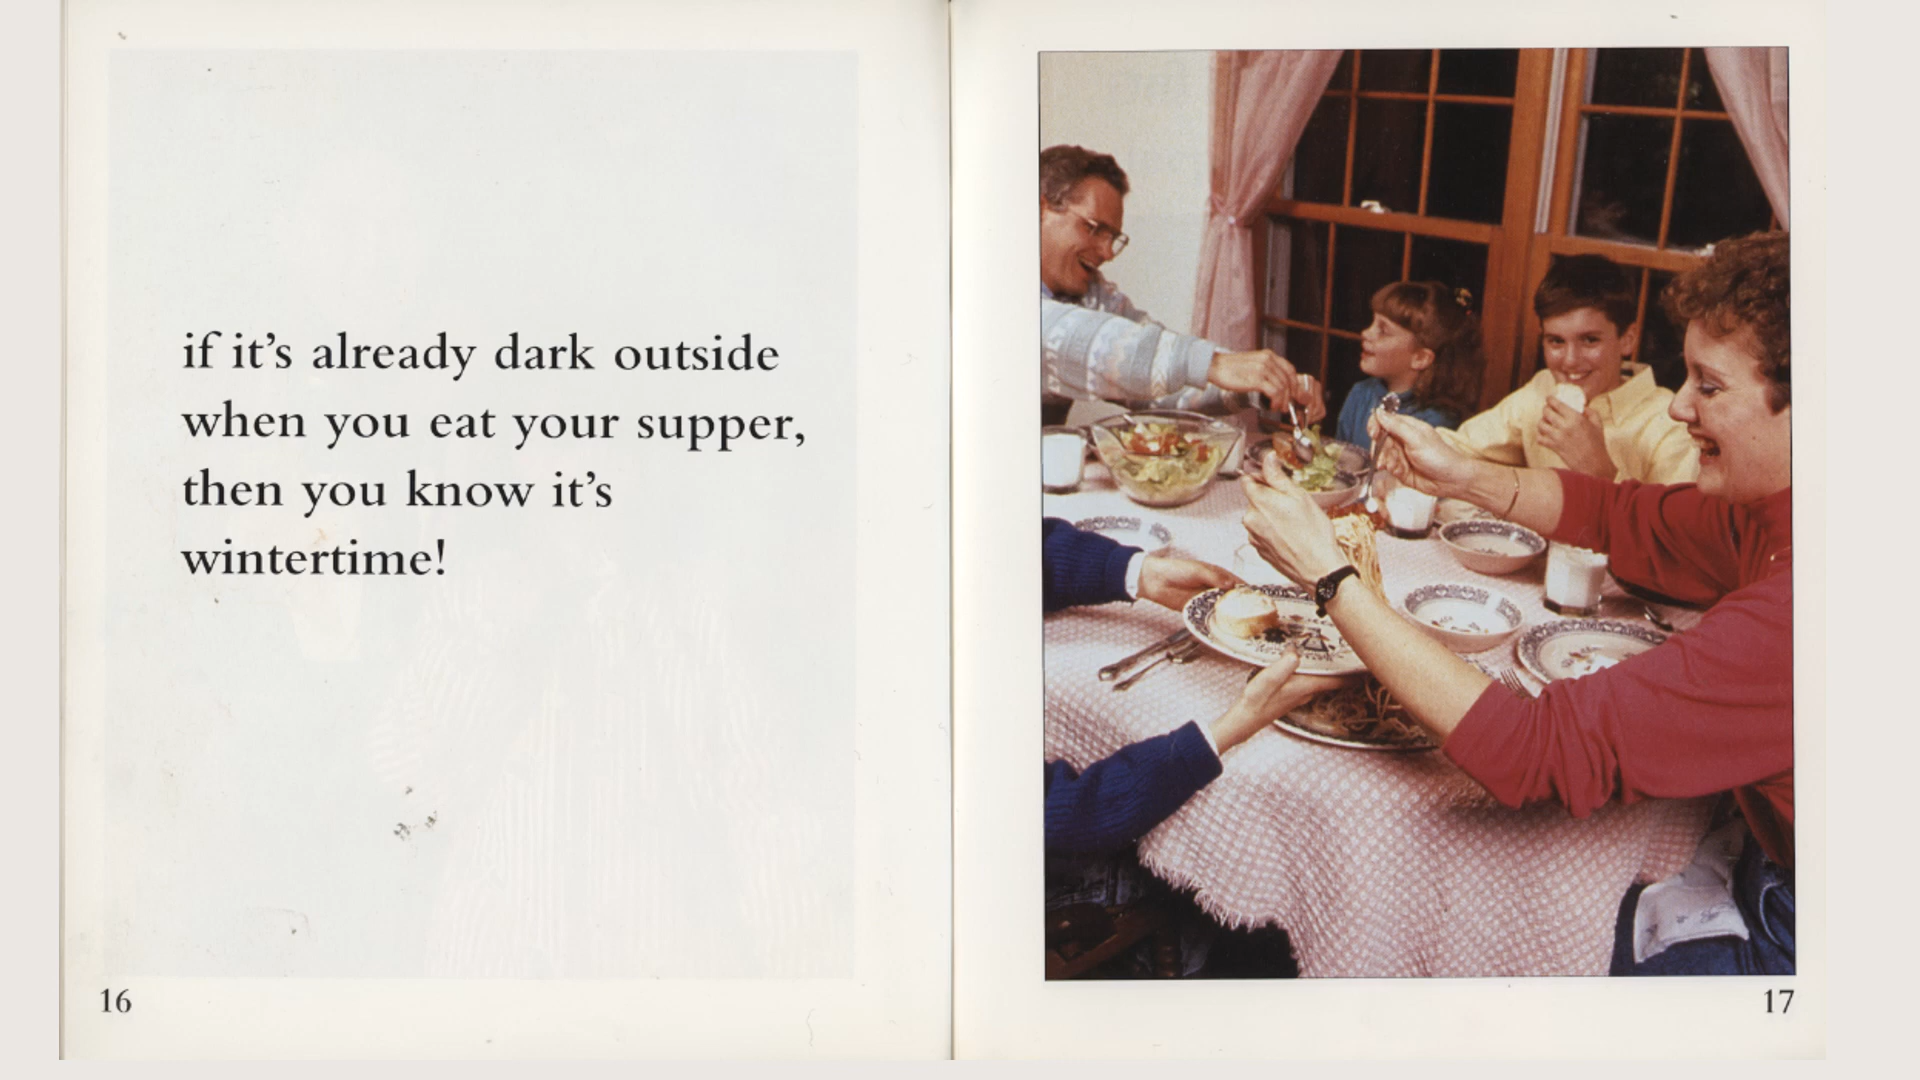 if it’s already dark outside
when you eat your supper,
then you know it’s
wintertime!
16
17